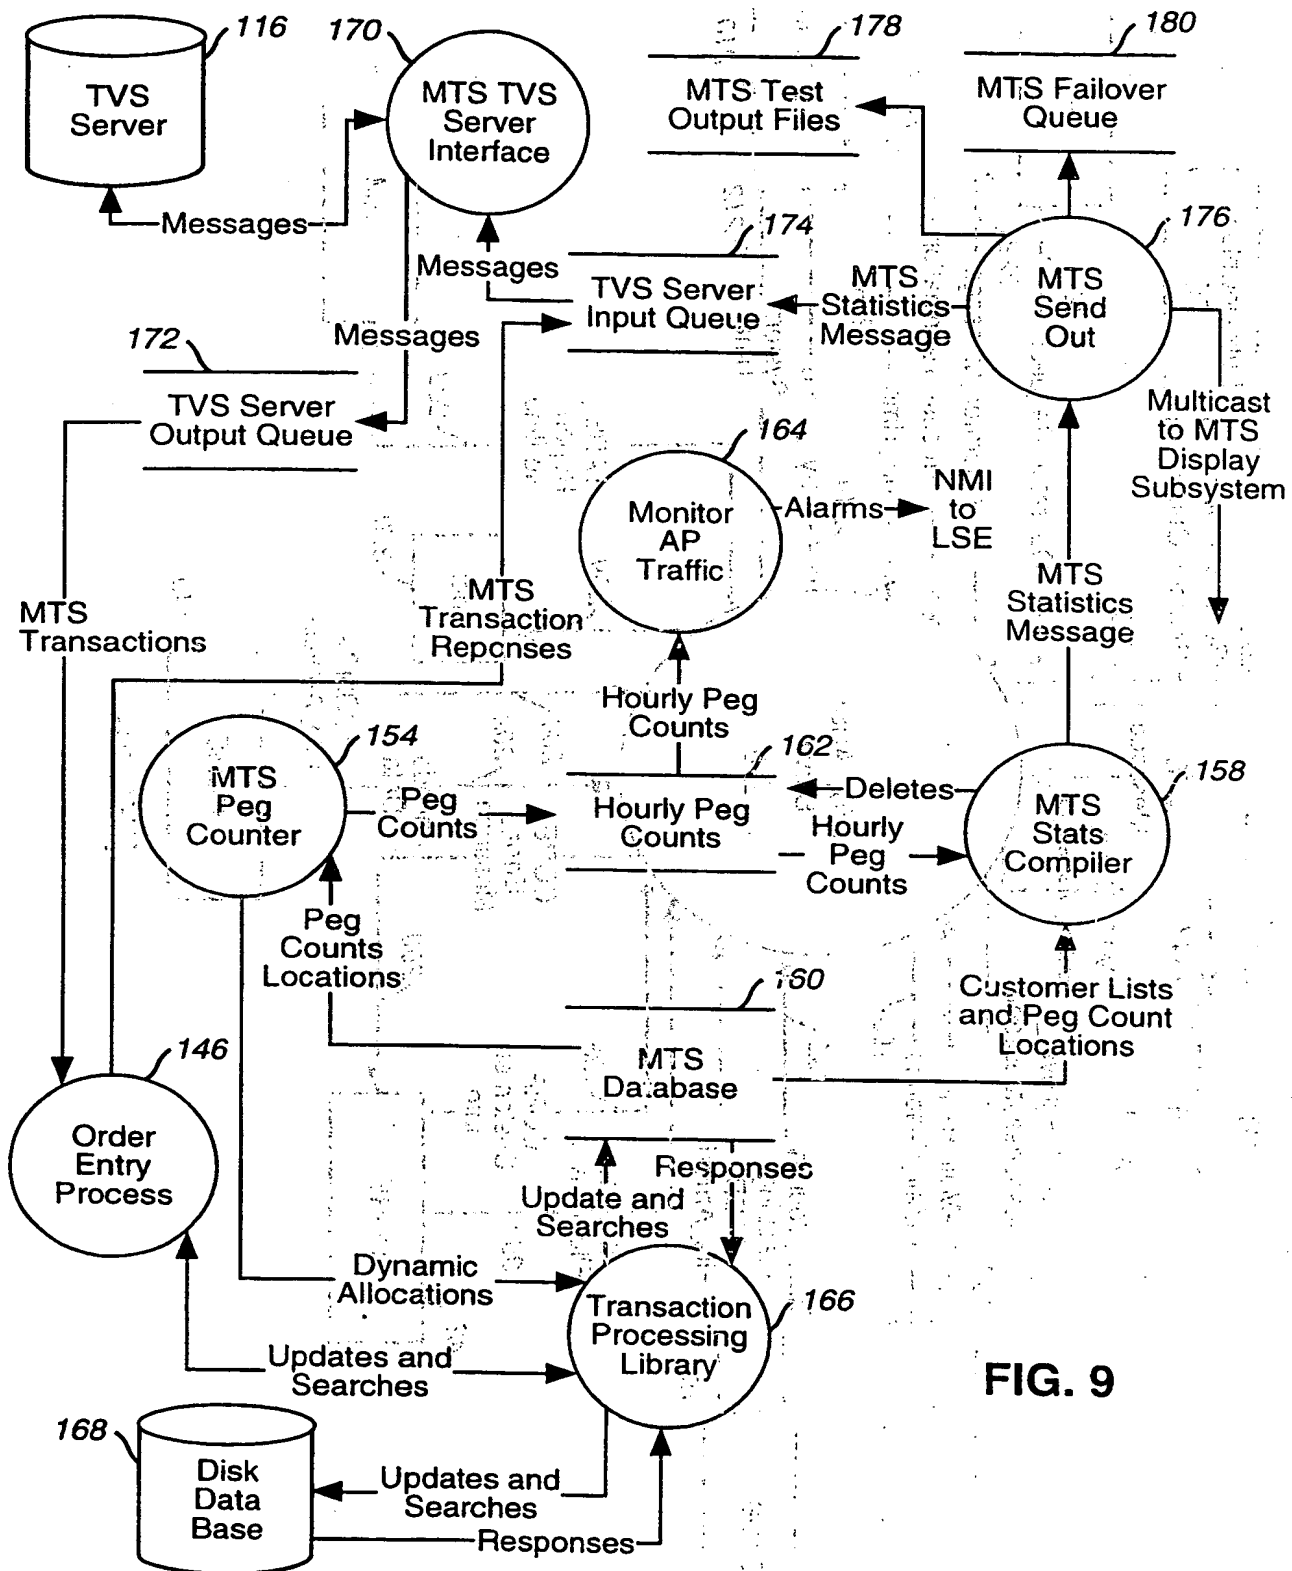 116
170
178
180
TVS
Server
MTS TVS
Server
Interface
MTS Test
Output Files
MTS Failover
Queue
Messages
174
176
Messages
TVS Server
Input Queue
MTS
Statistics
Message
MTS
Send
Out
172
Messages
TVS Server
Output Queue
164
Multicast
to MTS
Display
Subsystem
Monitor
AP
Traffic
Alarms
NMI
to
LSE
MTS
Transactions
MTS
Transaction
Reponses
MTS
Statistics
Message
Hourly Peg
Counts
154
162
158
MTS
Peg
Counter
Peg
Counts
Hourly Peg
Counts
Deletes
Hourly
Peg
Counts
MTS
Stats
Compiler
Peg
Counts
Locations
160
Customer Lists
and Peg Count
Locations
146
MTS
Database
Order
Entry
Process
Responses
Update and
Searches
Dynamic
Allocations
166
Transaction
Processing
Library
Updates and
Searches
FIG. 9
168
Disk
Data
Base
Updates and
Searches
Responses